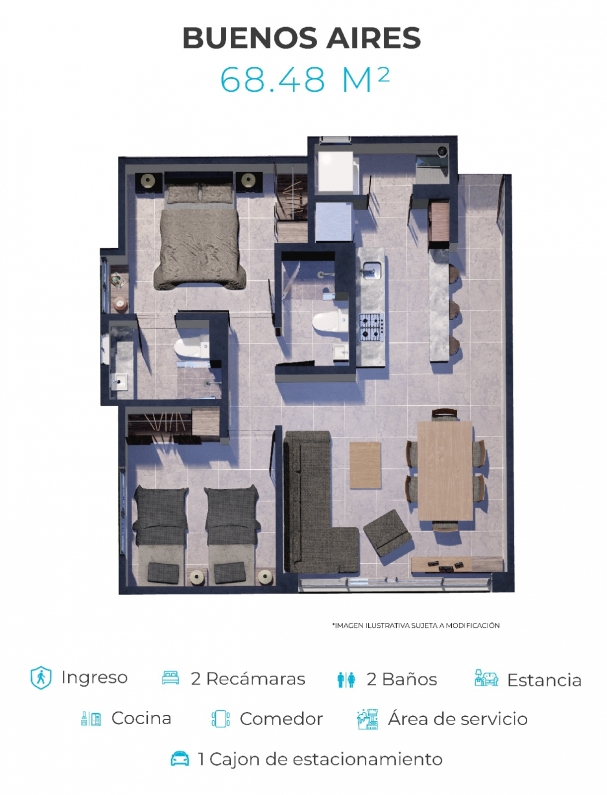 BUENOS AIRES
68.48 M²
*IMAGEN ILUSTRATIVA SUJETA A MODIFICACIÓN
Ingreso
2 Recámaras
2 Baños
Estancia
Cocina
Comedor
Área de servicio
1 Cajon de estacionamiento